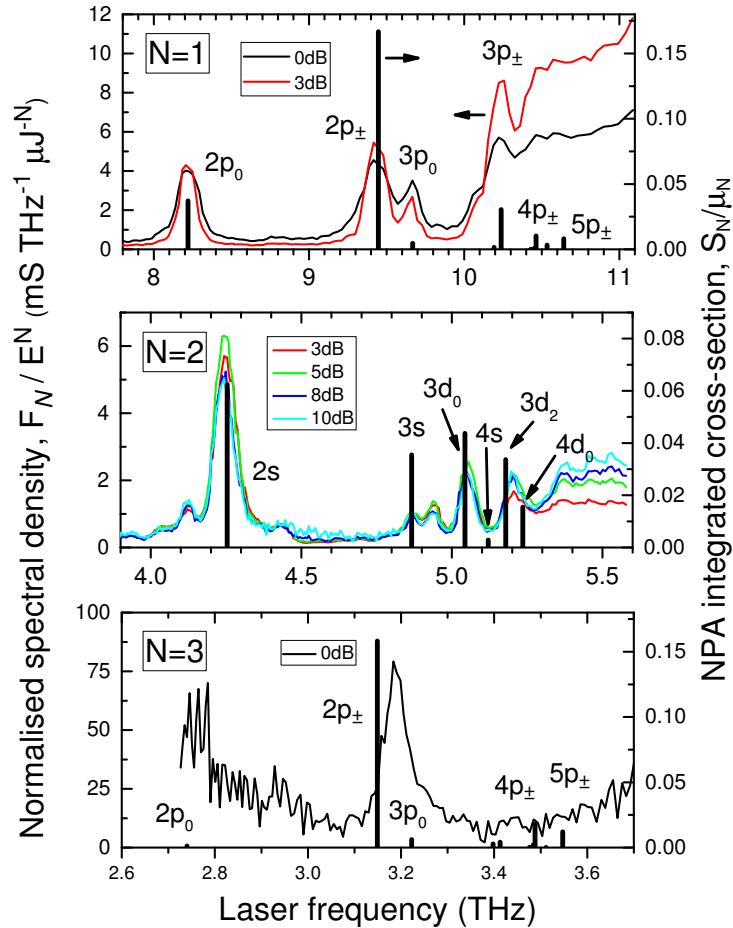 Normalised spectral density, F_N / E^N (mS THz^-1 μJ^-N)
NPA integrated cross-section, S_N/μ_N
N=1
0dB
3dB
2p₀
2p±
3p₀
3p±
4p±
5p±
12
10
8
6
4
2
0
0.15
0.10
0.05
0.00
8 9 10 11
N=2
3dB
5dB
8dB
10dB
2s
3s
3d₀
4s
3d₂
4d₀
6
4
2
0
0.08
0.06
0.04
0.02
0.00
4.0 4.5 5.0 5.5
N=3
0dB
2p₀
2p±
3p₀
4p±
5p±
100
75
50
25
0
0.15
0.10
0.05
0.00
2.6 2.8 3.0 3.2 3.4 3.6
Laser frequency (THz)